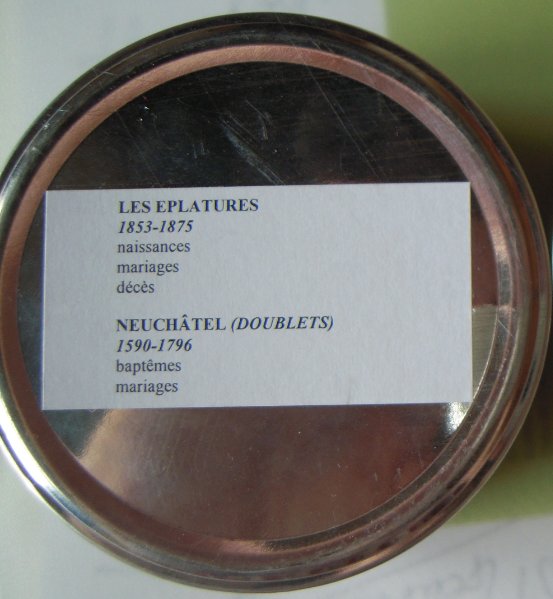 LES EPLATURES
1853-1875
naissances
mariages
décès
NEUCHÂTEL (DOUBLETS)
1590-1796
baptêmes
mariages